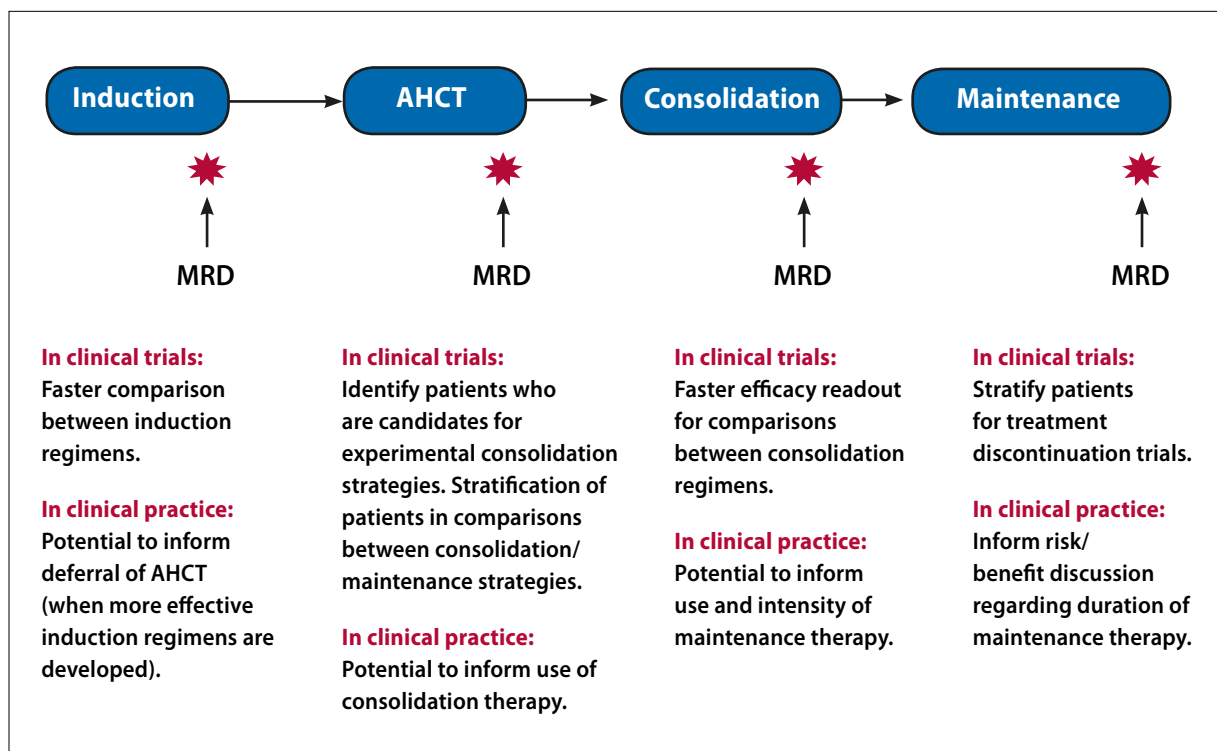 Induction
AHCT
Consolidation
Maintenance
MRD
MRD
MRD
MRD
In clinical trials:
Faster comparison
between induction
regimens.
In clinical practice:
Potential to inform
deferral of AHCT
(when more effective
induction regimens are
developed).
In clinical trials:
Identify patients who
are candidates for
experimental consolidation
strategies. Stratification of
patients in comparisons
between consolidation/
maintenance strategies.
In clinical practice:
Potential to inform use of
consolidation therapy.
In clinical trials:
Faster efficacy readout
for comparisons
between consolidation
regimens.
In clinical practice:
Potential to inform
use and intensity of
maintenance therapy.
In clinical trials:
Stratify patients
for treatment
discontinuation trials.
In clinical practice:
Inform risk/
benefit discussion
regarding duration of
maintenance therapy.